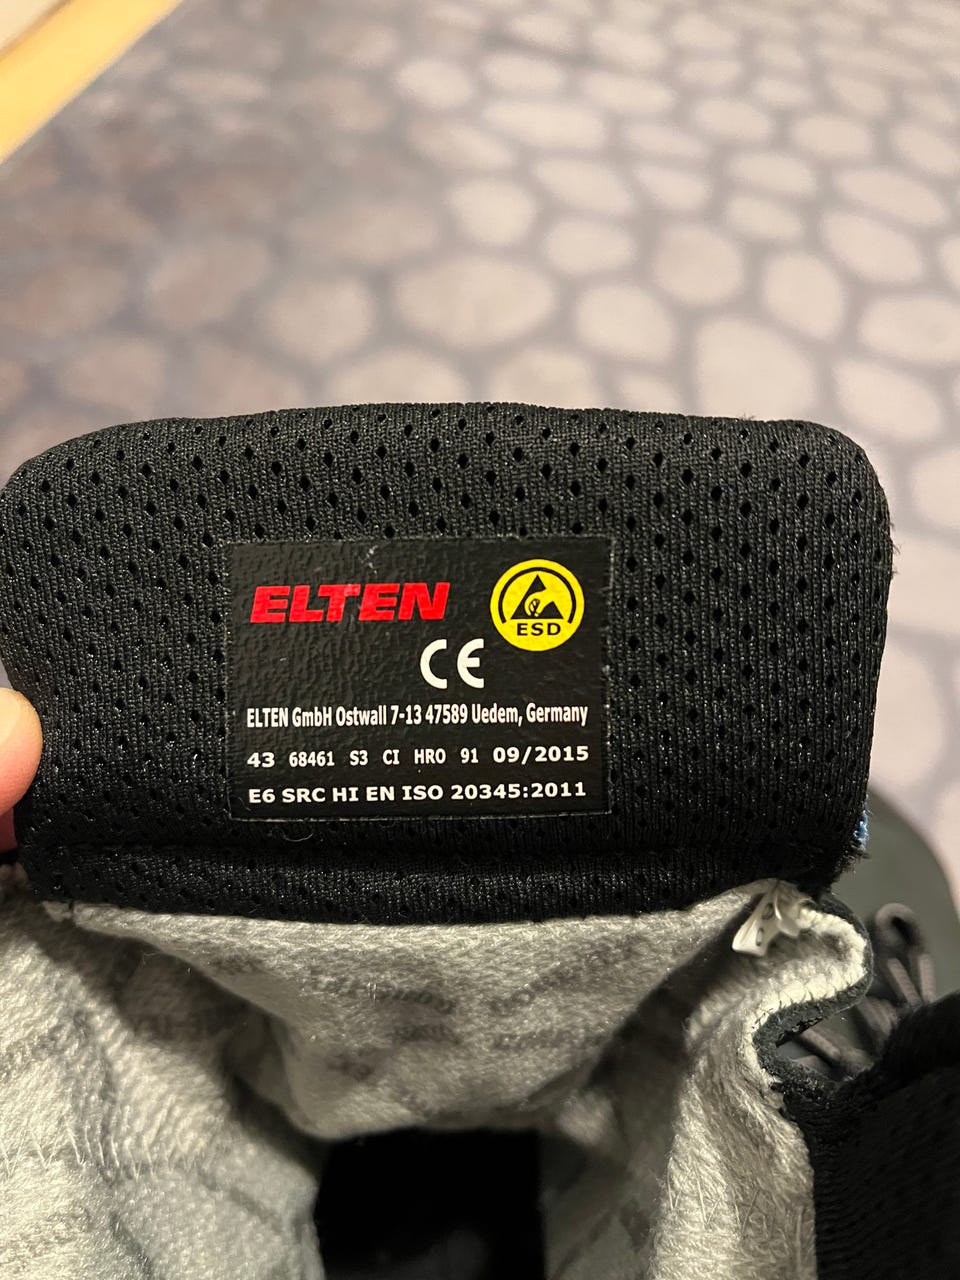 ELTEN
ESD
CE
ELTEN GmbH Ostwall 7-13 47589 Uedem, Germany
43 68461 S3 CI HRO 91 09/2015
E6 SRC HI EN ISO 20345:2011